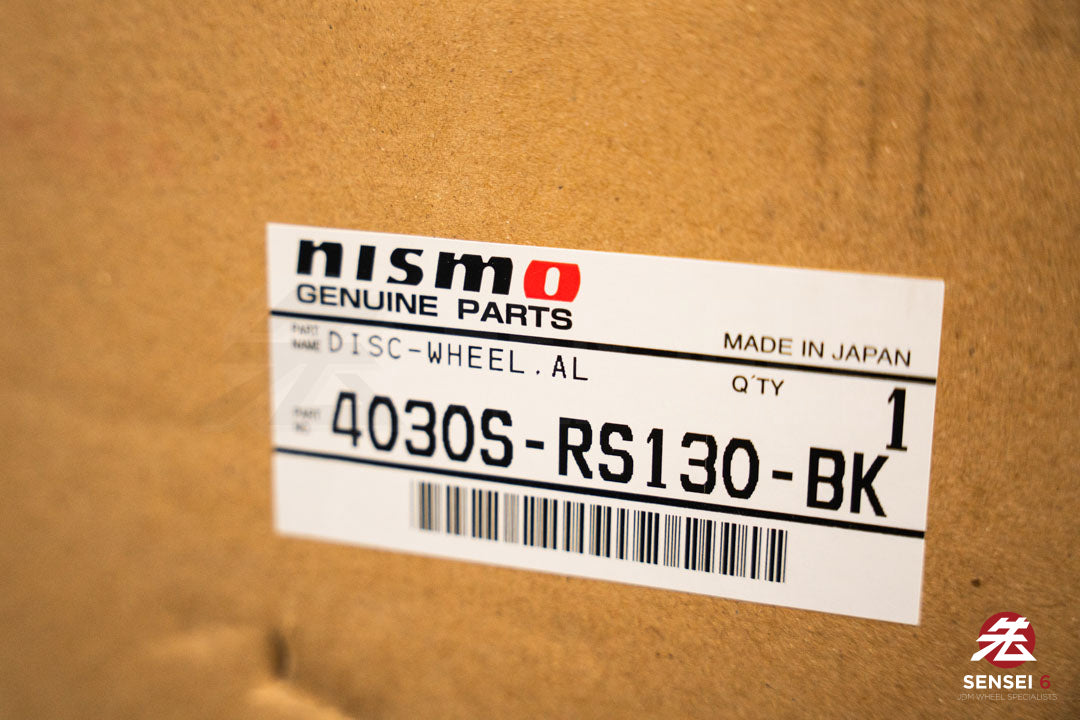 nismo
GENUINE PARTS
MADE IN JAPAN
PART NAME DISC-WHEEL.AL
Q'TY
1
PART NO 4030S-RS130-BK
SENSEI 6
JDM WHEEL SPECIALISTS